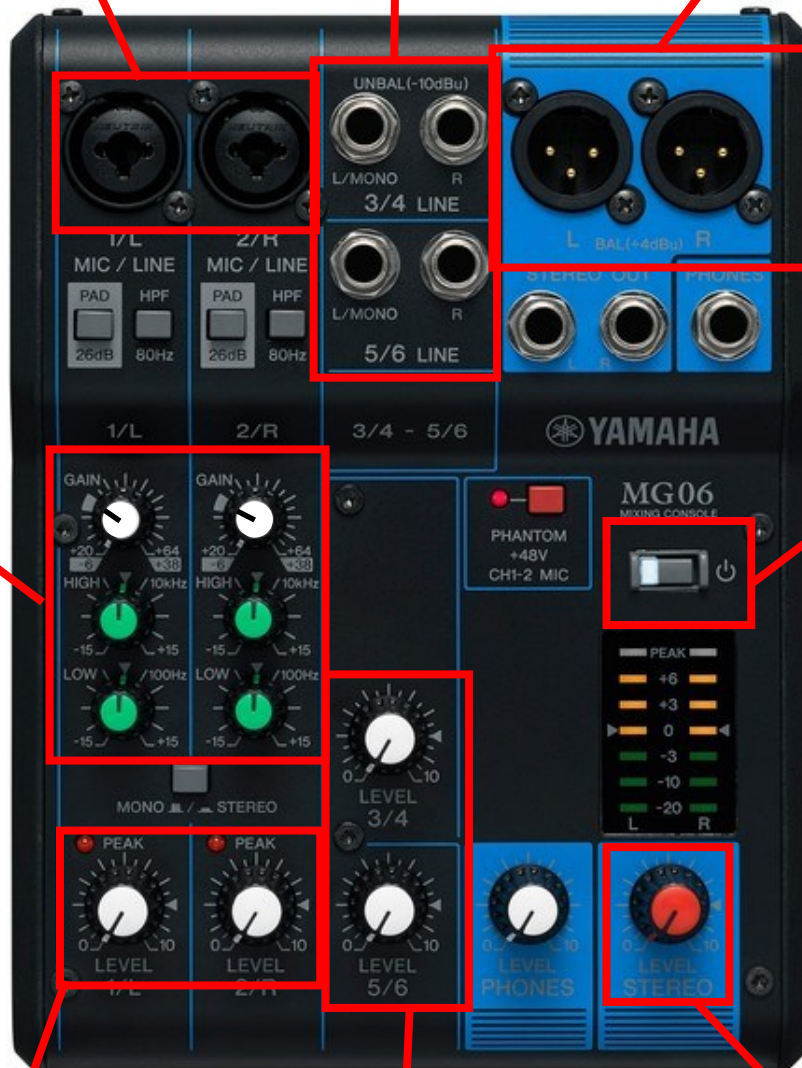 NEUTRIK NEUTRIK
UNBAL(-10dBu)
L/MONO R
3/4 LINE
1/L 2/R
MIC / LINE MIC / LINE
L BAL(+4dBu) R
STEREO OUT PHONES
PAD HPF PAD HPF
26dB 80Hz 26dB 80Hz
L/MONO R
5/6 LINE
L R
1/L 2/R 3/4 - 5/6
YAMAHA
MG06
MIXING CONSOLE
GAIN GAIN
+20 +64 +20 +64
-6 +38 -6 +38
PHANTOM
+48V
CH1-2 MIC
HIGH 10kHz HIGH 10kHz
-15 +15 -15 +15
LOW 100Hz LOW 100Hz
-15 +15 -15 +15
PEAK
+6
+3
0
-3
-10
-20
L R
MONO / STEREO
0 10
LEVEL
3/4
PEAK PEAK
0 10 0 10 0 10 0 10 0 10
LEVEL LEVEL LEVEL LEVEL LEVEL
1/L 2/R 5/6 PHONES STEREO